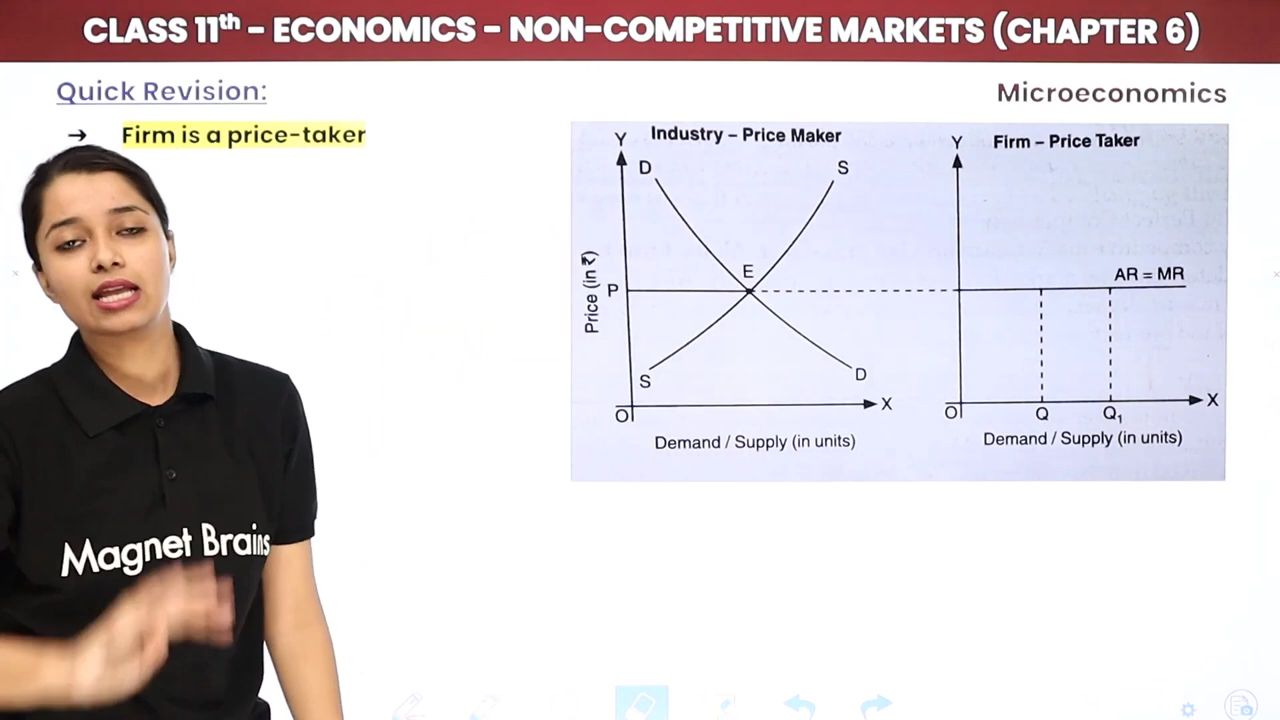 CLASS 11th – ECONOMICS – NON-COMPETITIVE MARKETS (CHAPTER 6)
Quick Revision:
Microeconomics
→ Firm is a price-taker
Magnet Brains
Industry – Price Maker
Y
D
S
Price (in ₹)
P
E
S
D
O
X
Demand / Supply (in units)
Firm – Price Taker
Y
AR = MR
O
Q
Q₁
X
Demand / Supply (in units)